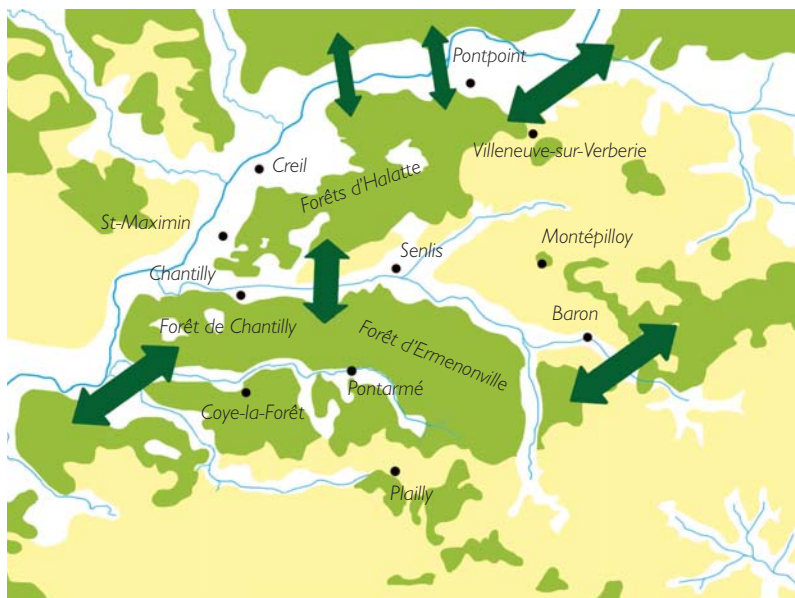 Pontpoint
Villeneuve-sur-Verberie
Creil
Forêts d'Halatte
St-Maximin
Senlis
Montépilloy
Chantilly
Baron
Forêt de Chantilly
Forêt d'Ermenonville
Pontarmé
Coye-la-Forêt
Plailly